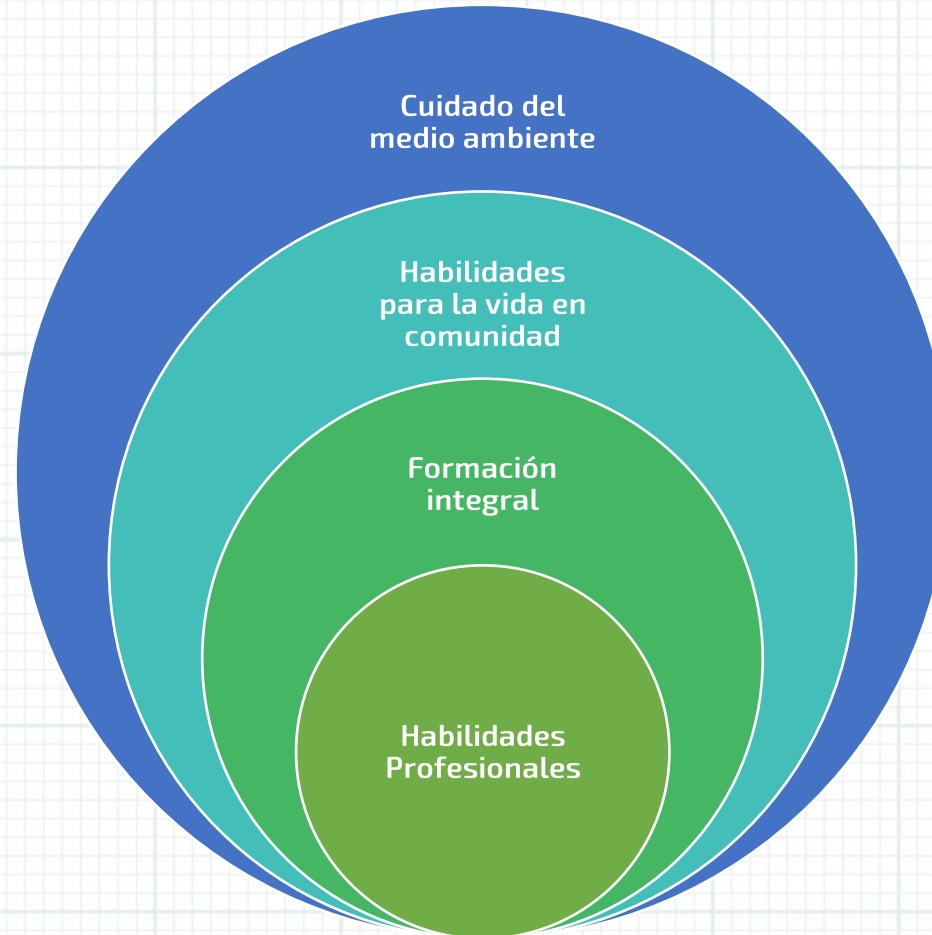 Cuidado del
medio ambiente
Habilidades
para la vida en
comunidad
Formación
integral
Habilidades
Profesionales